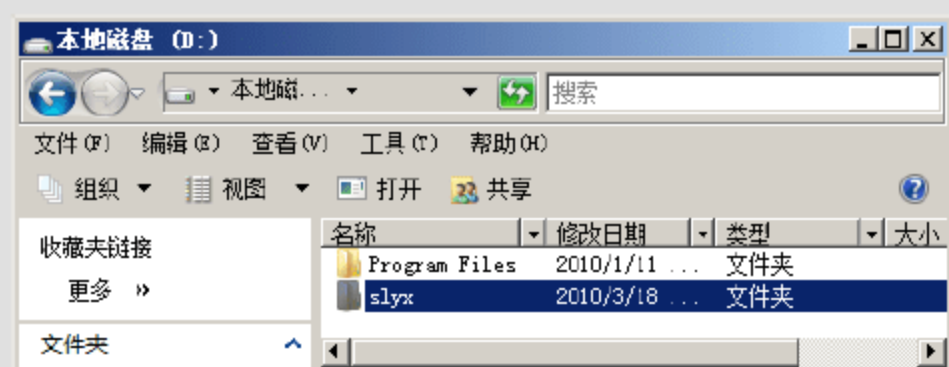 本地磁盘 (D:)
本地磁... 搜索
文件(F) 编辑(E) 查看(V) 工具(T) 帮助(H)
组织 视图 打开 共享
名称 修改日期 类型 大小
收藏夹链接
Program Files 2010/1/11 ... 文件夹
更多 »
slyx 2010/3/18 ... 文件夹
文件夹